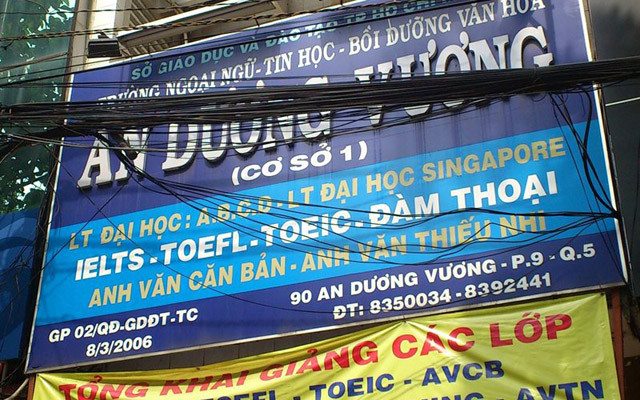 SỞ GIÁO DỤC VÀ ĐÀO TẠO TP HỒ CHÍ
TRƯỜNG NGOẠI NGỮ - TIN HỌC - BỒI DƯỠNG VĂN HÓA
AN DƯƠNG VƯƠNG
(CƠ SỞ 1)
LT ĐẠI HỌC: A.B.C.D - LT ĐẠI HỌC SINGAPORE
IELTS - TOEFL - TOEIC - ĐÀM THOẠI
ANH VĂN CĂN BẢN - ANH VĂN THIẾU NHI
90 AN DƯƠNG VƯƠNG - P.9 - Q.5
ĐT: 8350034 - 8392441
GP 02/QĐ-GDĐT-TC
8/3/2006
TỔNG KHAI GIẢNG CÁC LỚP
TOEFL - TOEIC - AVCB
- AVTN